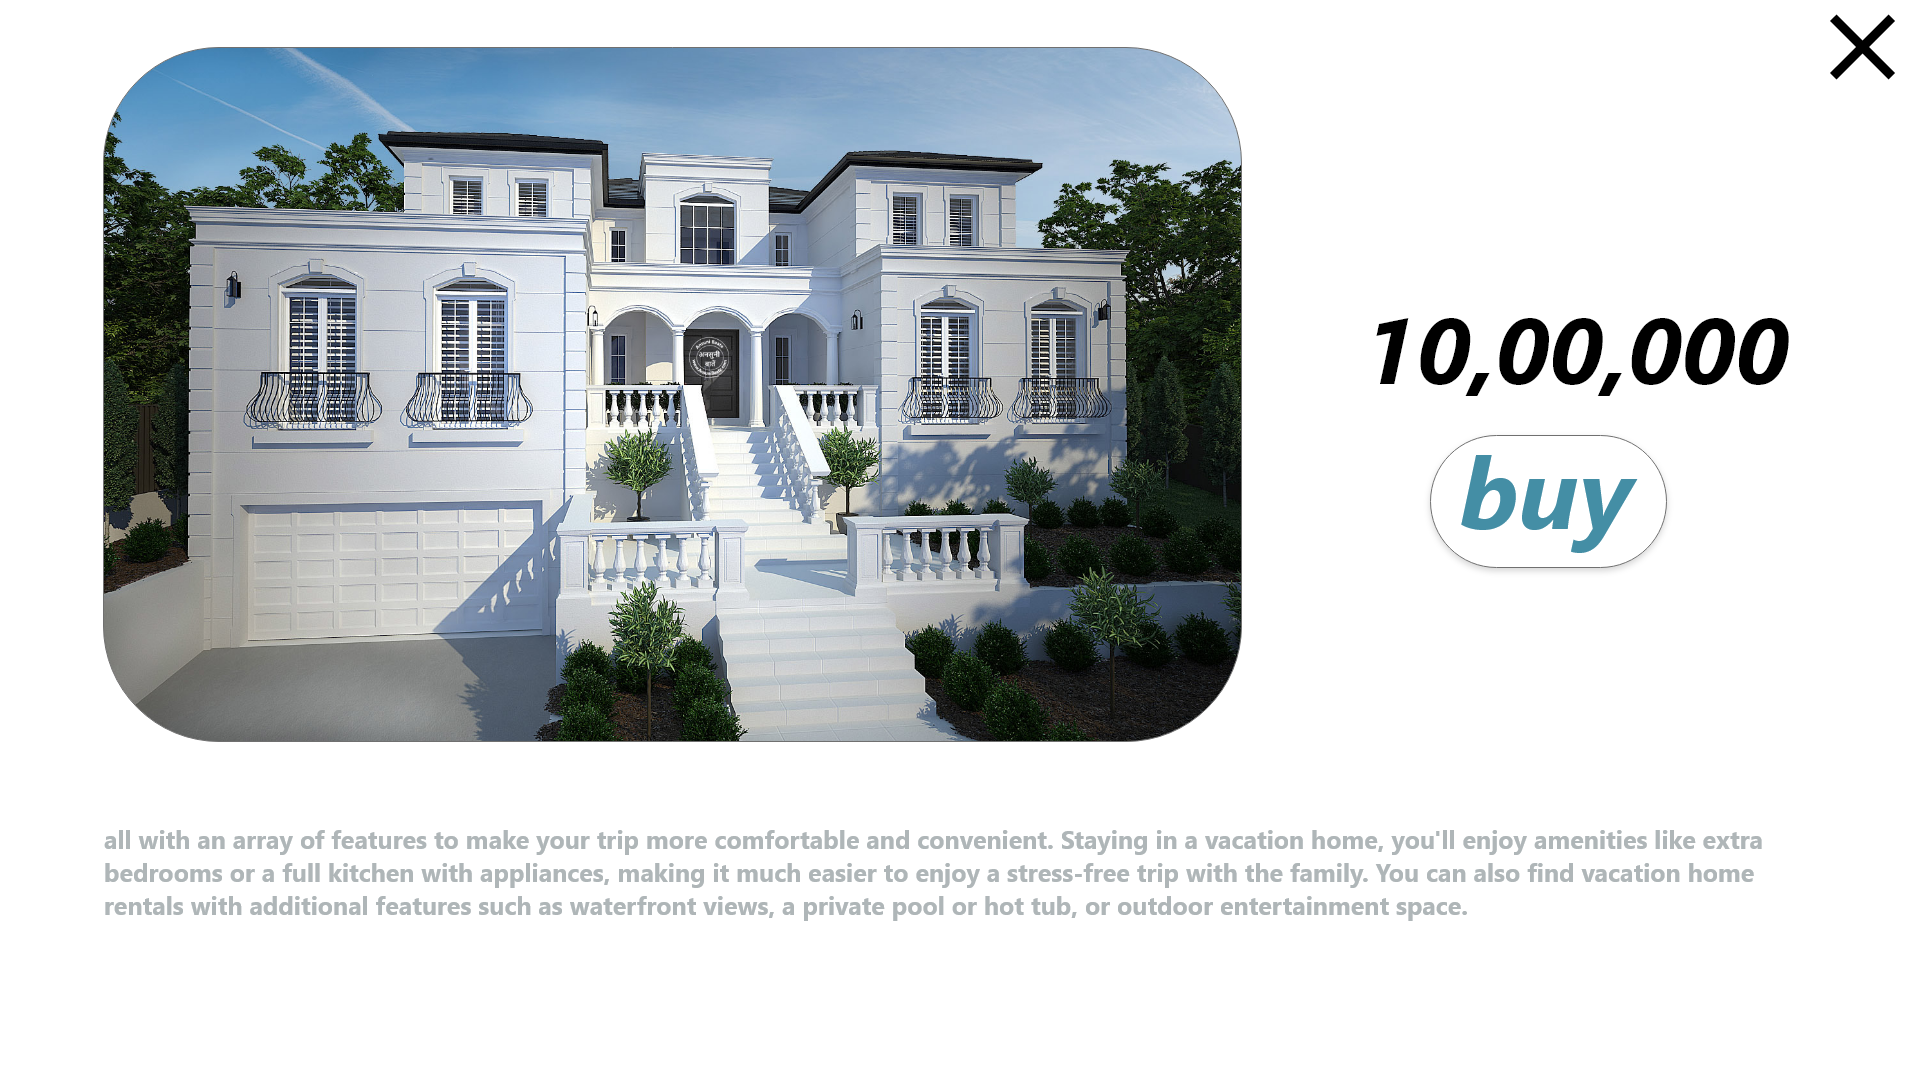 अनसुनी
बातें
10,00,000
buy
all with an array of features to make your trip more comfortable and convenient. Staying in a vacation home, you'll enjoy amenities like extra
bedrooms or a full kitchen with appliances, making it much easier to enjoy a stress-free trip with the family. You can also find vacation home
rentals with additional features such as waterfront views, a private pool or hot tub, or outdoor entertainment space.